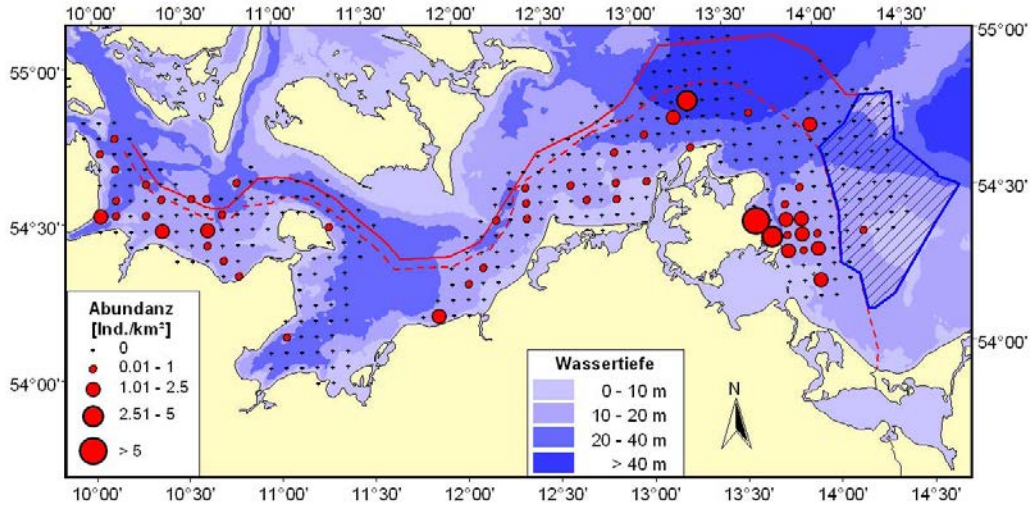 10°00' 10°30' 11°00' 11°30' 12°00' 12°30' 13°00' 13°30' 14°00' 14°30'
55°00' 55°00'
54°30' 54°30'
54°00' 54°00'
Abundanz
[Ind./km²]
0
0.01 - 1
1.01 - 2.5
2.51 - 5
> 5
Wassertiefe
0 - 10 m
10 - 20 m
20 - 40 m
> 40 m
N
10°00' 10°30' 11°00' 11°30' 12°00' 12°30' 13°00' 13°30' 14°00' 14°30'